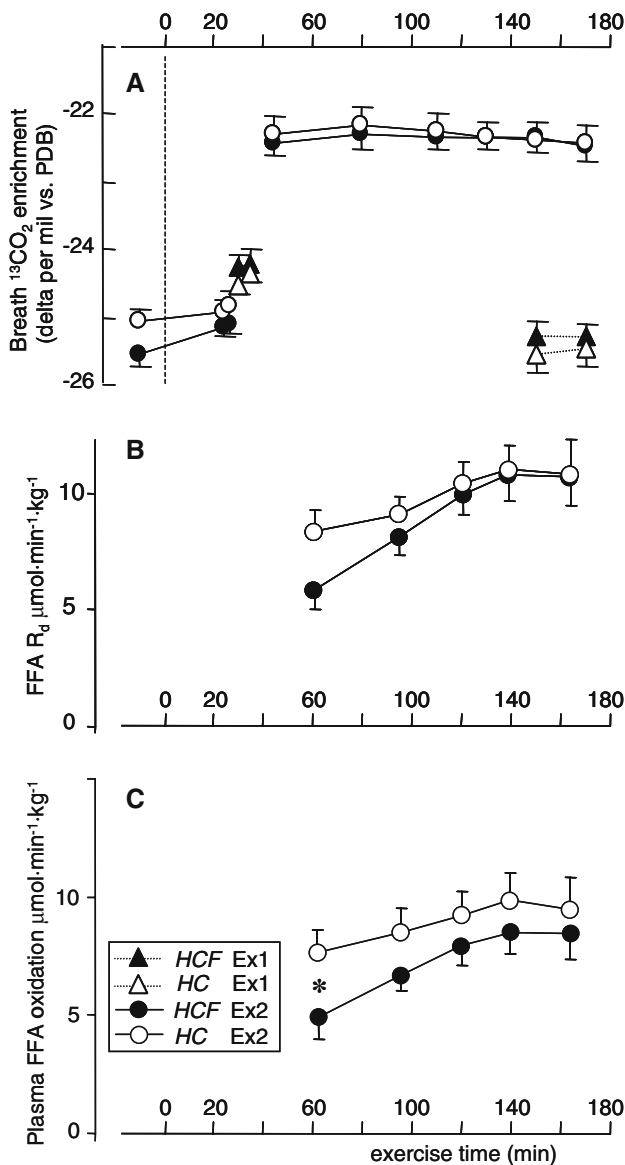 0 20 60 100 140 180
A
Breath ¹³CO₂ enrichment
(delta per mil vs. PDB)
-22
-24
-26
B
FFA R_d µmol·min⁻¹·kg⁻¹
10
5
0
0 20 60 100 140 180
C
Plasma FFA oxidation µmol·min⁻¹·kg⁻¹
10
5
0
HCF Ex1
HC Ex1
HCF Ex2
HC Ex2
*
0 20 60 100 140 180
exercise time (min)